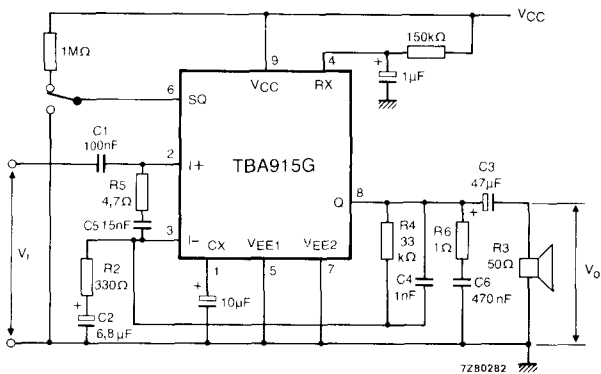 VCC
1MΩ
150kΩ
9
4
VCC
RX
1μF
6
SQ
C1
100nF
2
I+
TBA915G
R5
4,7Ω
Q
8
C3
47μF
C5 15nF
3
I-
CX
VEE1
VEE2
R4
33
kΩ
R6
1Ω
R3
50Ω
VI
R2
330Ω
1
5
7
C4
1nF
C6
470nF
VO
10μF
C2
6,8μF
7Z80282